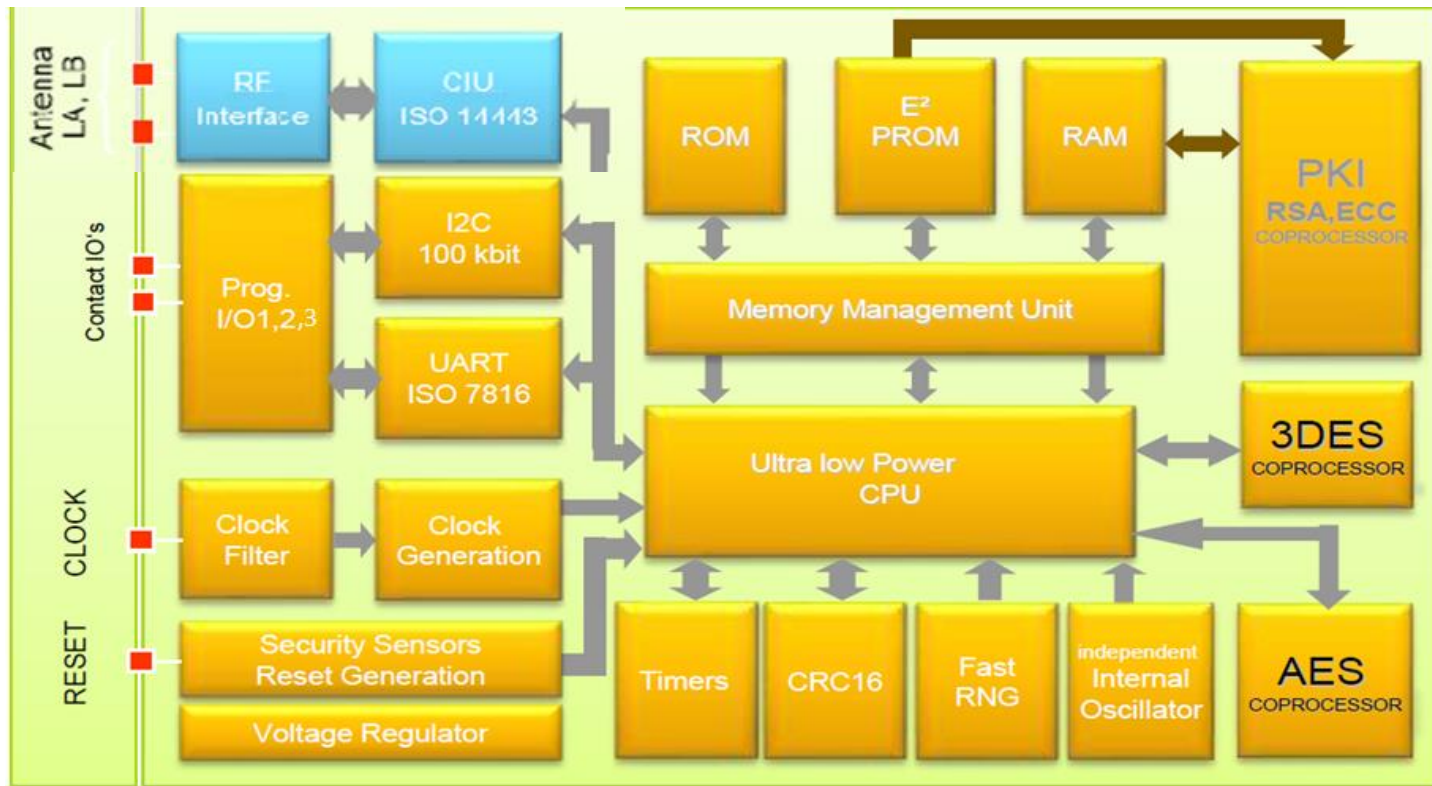 Antenna
LA, LB
RF
Interface
CIU
ISO 14443
ROM
E²
PROM
RAM
PKI
RSA,ECC
COPROCESSOR
Contact IO's
Prog.
I/O1,2,3
I2C
100 kbit
UART
ISO 7816
Memory Management Unit
Ultra low Power
CPU
3DES
COPROCESSOR
CLOCK
Clock
Filter
Clock
Generation
RESET
Security Sensors
Reset Generation
Voltage Regulator
Timers
CRC16
Fast
RNG
independent
Internal
Oscillator
AES
COPROCESSOR